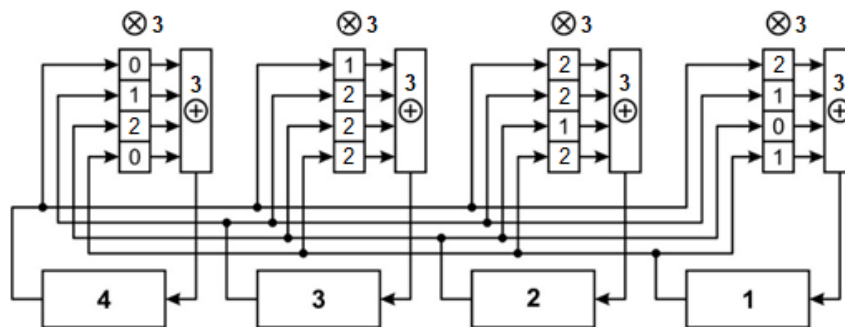 ⊗ 3 ⊗ 3 ⊗ 3 ⊗ 3
0 1 2 2
1 3 2 3 2 3 1 3
⊕ ⊕ ⊕ ⊕
2 2 1 0
0 2 2 1
4 3 2 1